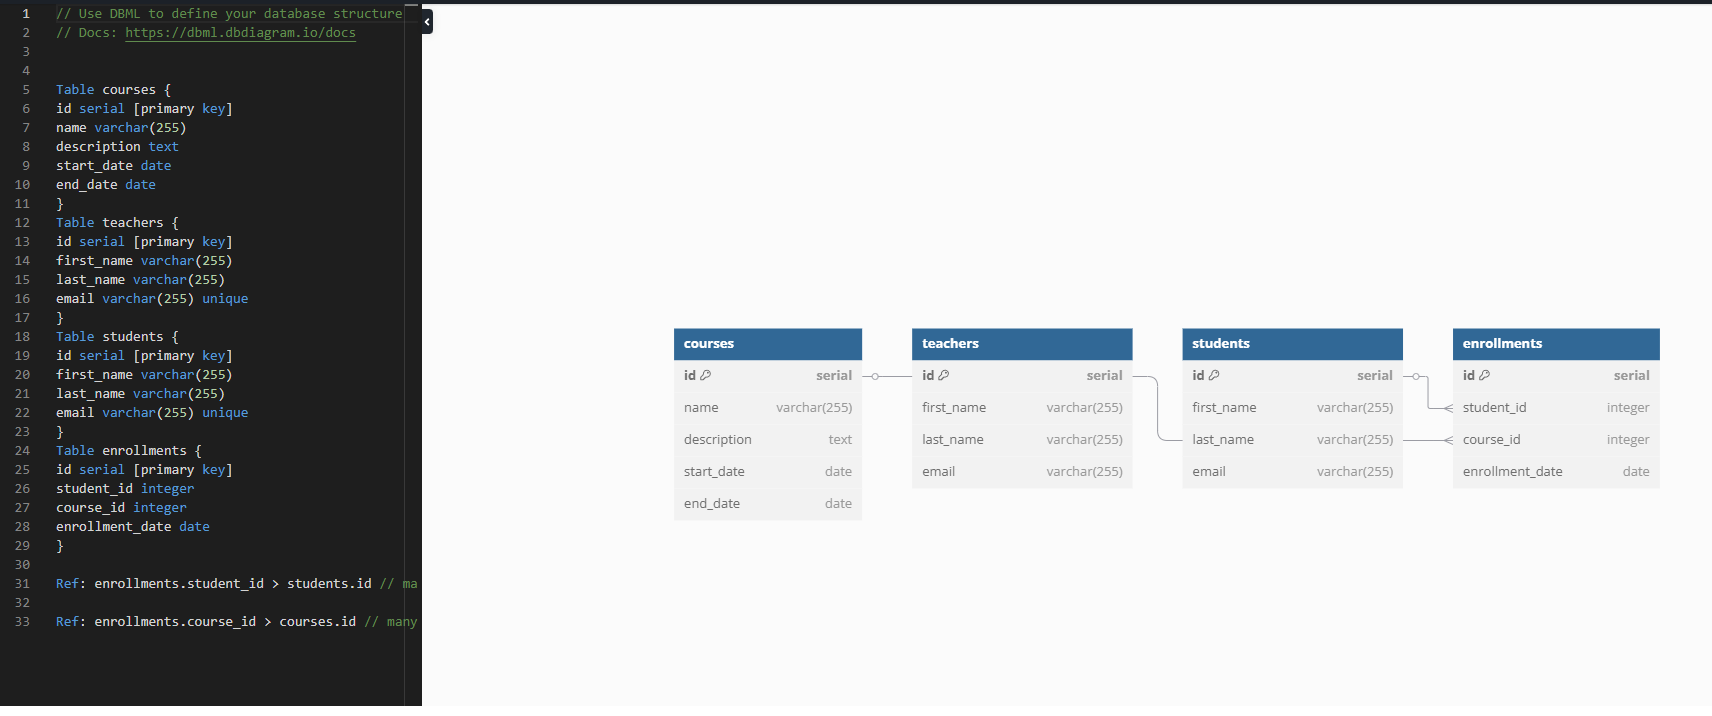 1 // Use DBML to define your database structure
2 // Docs: https://dbml.dbdiagram.io/docs
3
4
5 Table courses {
6 id serial [primary key]
7 name varchar(255)
8 description text
9 start_date date
10 end_date date
11 }
12 Table teachers {
13 id serial [primary key]
14 first_name varchar(255)
15 last_name varchar(255)
16 email varchar(255) unique
17 }
18 Table students {
19 id serial [primary key]
20 first_name varchar(255)
21 last_name varchar(255)
22 email varchar(255) unique
23 }
24 Table enrollments {
25 id serial [primary key]
26 student_id integer
27 course_id integer
28 enrollment_date date
29 }
30
31 Ref: enrollments.student_id > students.id // ma
32
33 Ref: enrollments.course_id > courses.id // many
courses
id serial
name varchar(255)
description text
start_date date
end_date date
teachers
id serial
first_name varchar(255)
last_name varchar(255)
email varchar(255)
students
id serial
first_name varchar(255)
last_name varchar(255)
email varchar(255)
enrollments
id serial
student_id integer
course_id integer
enrollment_date date